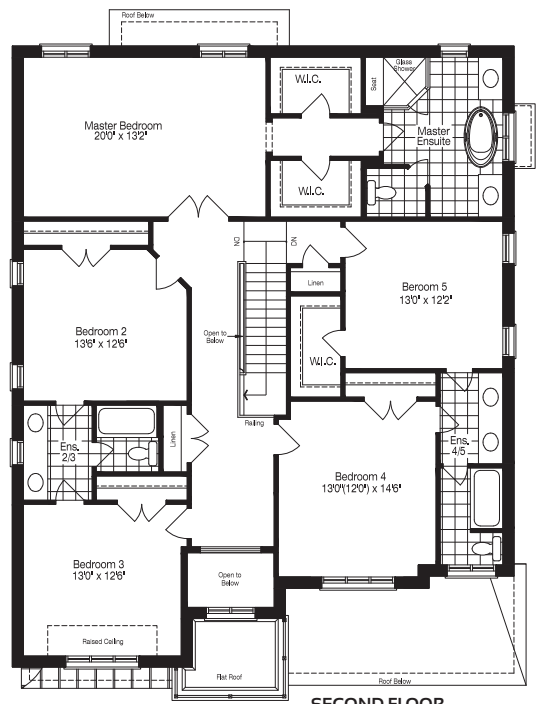 Roof Below
W.I.C.
Seat
Glass
Shower
Master Bedroom
20'0" x 13'2"
Master
Ensuite
W.I.C.
DN
DN
Linen
Beroom 5
13'0" x 12'2"
Bedroom 2
13'6" x 12'6"
Open to
Below
W.I.C.
Railing
Linen
Ens.
2/3
Ens.
4/5
Bedroom 4
13'0"(12'0") x 14'6"
Bedroom 3
13'0" x 12'6"
Open to
Below
Raised Ceiling
Flat Roof
Roof Below
SECOND FLOOR